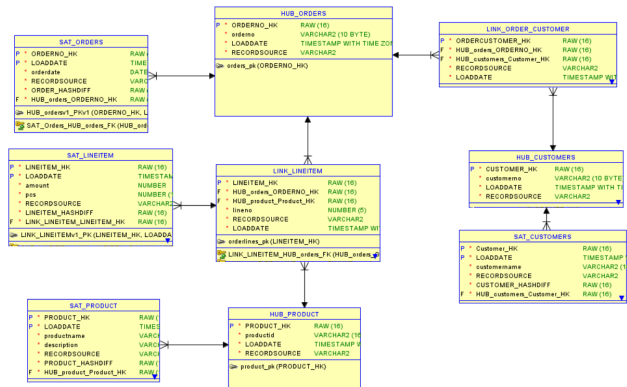 HUB_ORDERS
P * ORDERNO_HK RAW (16)
* orderno VARCHAR2 (10 BYTE)
* LOADDATE TIMESTAMP WITH TIME ZON
* RECORDSOURCE VARCHAR2
orders_pk (ORDERNO_HK)
LINK_ORDER_CUSTOMER
P * ORDERCUSTOMER_HK RAW (16)
F * HUB_orders_ORDERNO_HK RAW (16)
F * HUB_customers_Customer_HK RAW (16)
* RECORDSOURCE VARCHAR2
* LOADDATE TIMESTAMP WIT
SAT_ORDERS
P * ORDERNO_HK RAW
P * LOADDATE TIME
* orderdate DATE
* RECORDSOURCE VARC
* ORDER_HASHDIFF RAW
F * HUB_orders_ORDERNO_HK RAW
HUB_ordersv1_PKv1 (ORDERNO_HK, L
SAT_Orders_HUB_orders_FK (HUB_ord
SAT_LINEITEM
P * LINEITEM_HK RAW (16)
P * LOADDATE TIMESTAM
* amount NUMBER
* pos NUMBER (
* RECORDSOURCE VARCHAR2
* LINEITEM_HASHDIFF RAW (16)
F * LINK_LINEITEM_LINEITEM_HK RAW (16)
LINK_LINEITEMv1_PK (LINEITEM_HK, LOADDA
LINK_LINEITEM
P * LINEITEM_HK RAW (16)
F * HUB_orders_ORDERNO_HK RAW (16)
F * HUB_product_Product_HK RAW (16)
* lineno NUMBER (5)
* RECORDSOURCE VARCHAR2
* LOADDATE TIMESTAMP WI
orderlines_pk (LINEITEM_HK)
LINK_LINEITEM_HUB_orders_FK (HUB_orders_
HUB_CUSTOMERS
P * CUSTOMER_HK RAW (16)
* customerno VARCHAR2 (10 BYTE)
* LOADDATE TIMESTAMP WITH TI
* RECORDSOURCE VARCHAR2
SAT_CUSTOMERS
P * Customer_HK RAW (16)
P * LOADDATE TIMESTAMP
* customername VARCHAR2 (1
* RECORDSOURCE VARCHAR2
* CUSTOMER_HASHDIFF RAW (16)
F * HUB_customers_Customer_HK RAW (16)
SAT_PRODUCT
P * PRODUCT_HK RAW (
P * LOADDATE TIMES
* productname VARC
* description VARC
* RECORDSOURCE VARC
* PRODUCT_HASHDIFF RAW (
F * HUB_product_Product_HK RAW (
HUB_PRODUCT
P * PRODUCT_HK RAW (16)
* productid VARCHAR2 (16
* LOADDATE TIMESTAMP W
* RECORDSOURCE VARCHAR2
product_pk (PRODUCT_HK)